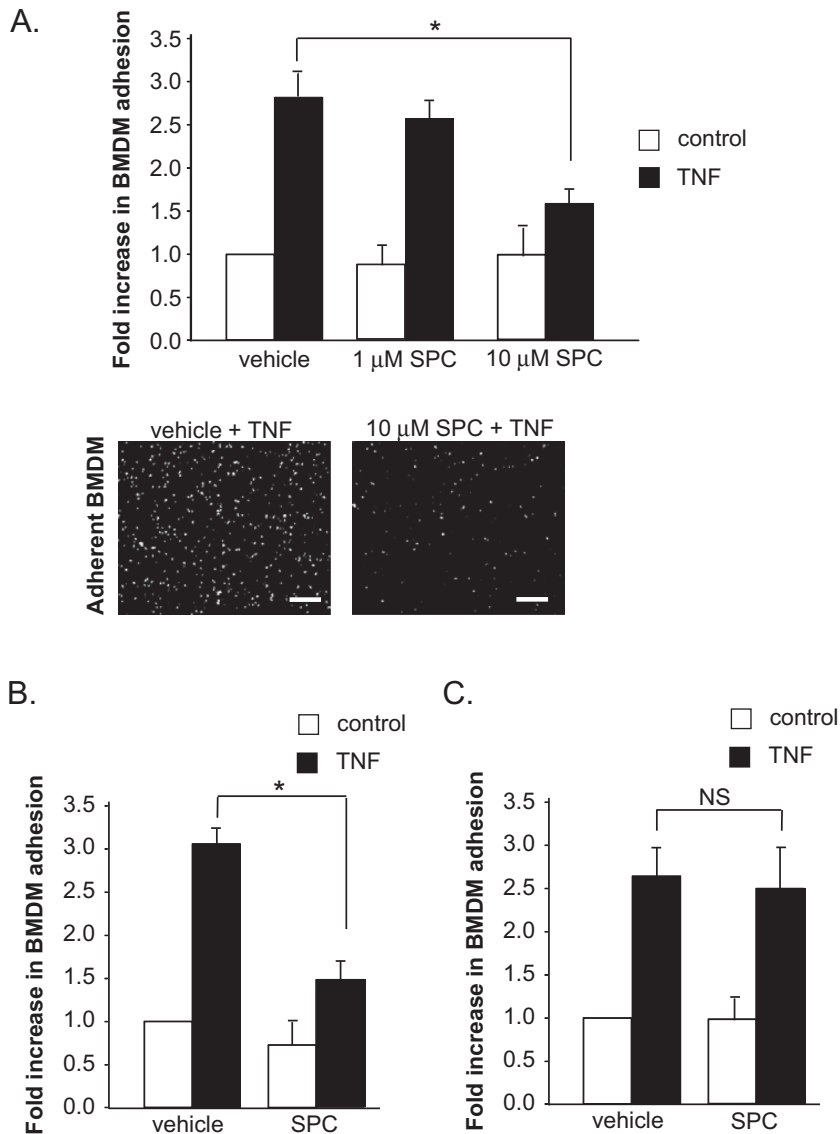 A.
Fold increase in BMDM adhesion
3.5
3.0
2.5
2.0
1.5
1.0
0.5
0.0
*
control
TNF
vehicle
1 μM SPC
10 μM SPC
Adherent BMDM
vehicle + TNF
10 μM SPC + TNF
B.
control
TNF
Fold increase in BMDM adhesion
3.5
3.0
2.5
2.0
1.5
1.0
0.5
0.0
*
vehicle
SPC
C.
control
TNF
Fold increase in BMDM adhesion
3.5
3.0
2.5
2.0
1.5
1.0
0.5
0.0
NS
vehicle
SPC